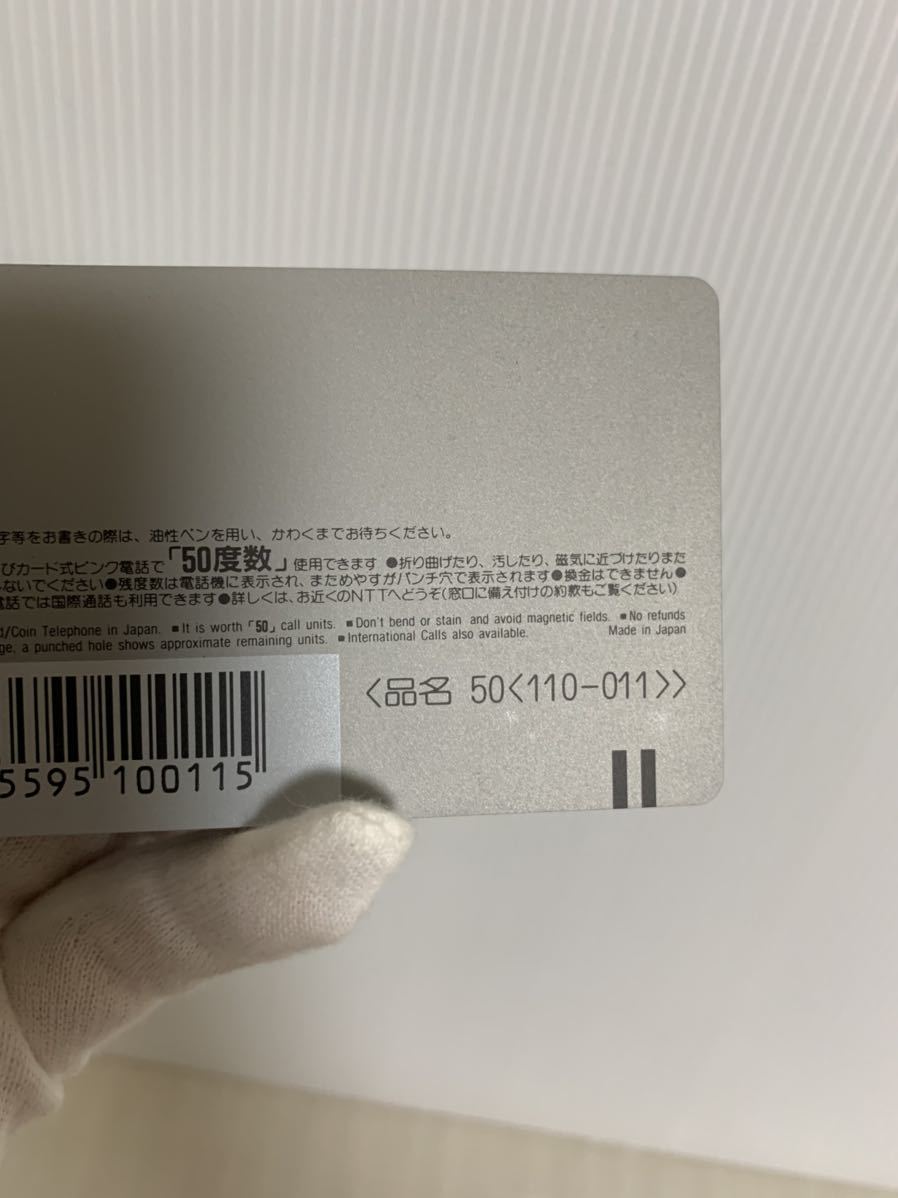 字等をお書きの際は、油性ペンを用い、かわくまでお待ちください。
びカード式ピンク電話で「50度数」使用できます ●折り曲げたり、汚したり、磁気に近づけたりまた
ないでください●残度数は電話機に表示され、まためやすがパンチ穴で表示されます●換金はできません●
電話では国際通話も利用できます●詳しくは、お近くのNTTへどうぞ(窓口に備え付けの約款もご覧ください)
d/Coin Telephone in Japan. ■It is worth「50」call units. ■Don't bend or stain and avoid magnetic fields. ■No refunds
ge, a punched hole shows approximate remaining units. ■International Calls also available. Made in Japan
<品名 50<110-011>>
5595 100115